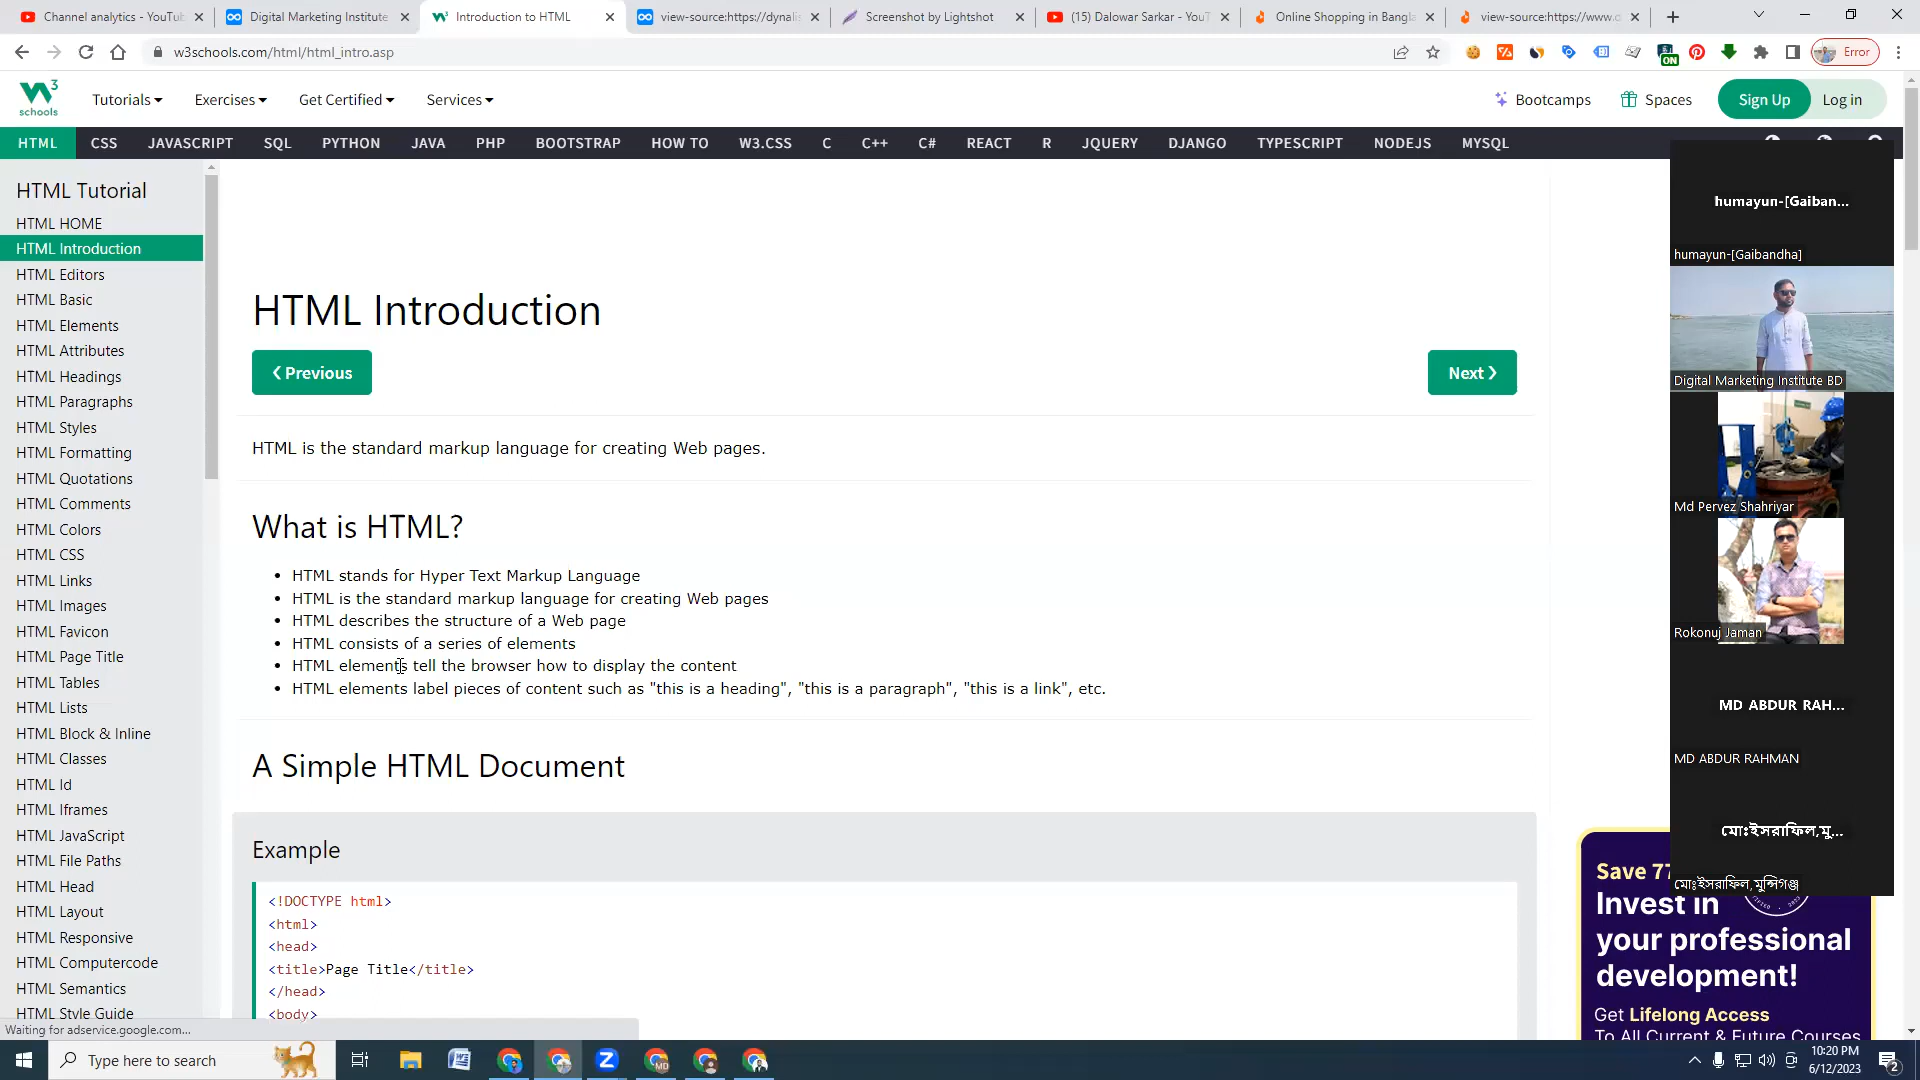 Channel analytics - YouTub
Digital Marketing Institute
Introduction to HTML
view-source:https://dynali
Screenshot by Lightshot
(15) Dalowar Sarkar - YouT
Online Shopping in Bangla
view-source:https://www.
w3schools.com/html/html_intro.asp
ON
Error
W3
schools
Tutorials
Exercises
Get Certified
Services
Bootcamps
Spaces
Sign Up
Log in
HTML
CSS
JAVASCRIPT
SQL
PYTHON
JAVA
PHP
BOOTSTRAP
HOW TO
W3.CSS
C
C++
C#
REACT
R
JQUERY
DJANGO
TYPESCRIPT
NODEJS
MYSQL
HTML Tutorial
HTML HOME
HTML Introduction
HTML Editors
HTML Basic
HTML Elements
HTML Attributes
HTML Headings
HTML Paragraphs
HTML Styles
HTML Formatting
HTML Quotations
HTML Comments
HTML Colors
HTML CSS
HTML Links
HTML Images
HTML Favicon
HTML Page Title
HTML Tables
HTML Lists
HTML Block & Inline
HTML Classes
HTML Id
HTML Iframes
HTML JavaScript
HTML File Paths
HTML Head
HTML Layout
HTML Responsive
HTML Computercode
HTML Semantics
HTML Style Guide
HTML Introduction
❮ Previous
Next ❯
HTML is the standard markup language for creating Web pages.
What is HTML?
• HTML stands for Hyper Text Markup Language
• HTML is the standard markup language for creating Web pages
• HTML describes the structure of a Web page
• HTML consists of a series of elements
• HTML elements tell the browser how to display the content
• HTML elements label pieces of content such as "this is a heading", "this is a paragraph", "this is a link", etc.
A Simple HTML Document
Example
<!DOCTYPE html>
<html>
<head>
<title>Page Title</title>
</head>
<body>
humayun-[Gaiban...
humayun-[Gaibandha]
Digital Marketing Institute BD
Md Pervez Shahriyar
Rokonuj Jaman
MD ABDUR RAH...
MD ABDUR RAHMAN
মোঃইসরাফিল,মু...
মোঃইসরাফিল,মুন্সিগঞ্জ
Save 77
Invest in
your professional
development!
Get Lifelong Access
To All Current & Future Courses
Waiting for adservice.google.com...
Type here to search
10:20 PM
6/12/2023
2